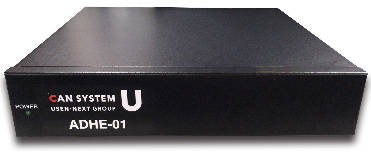 CAN SYSTEM U
USEN-NEXT GROUP
POWER
ADHE-01